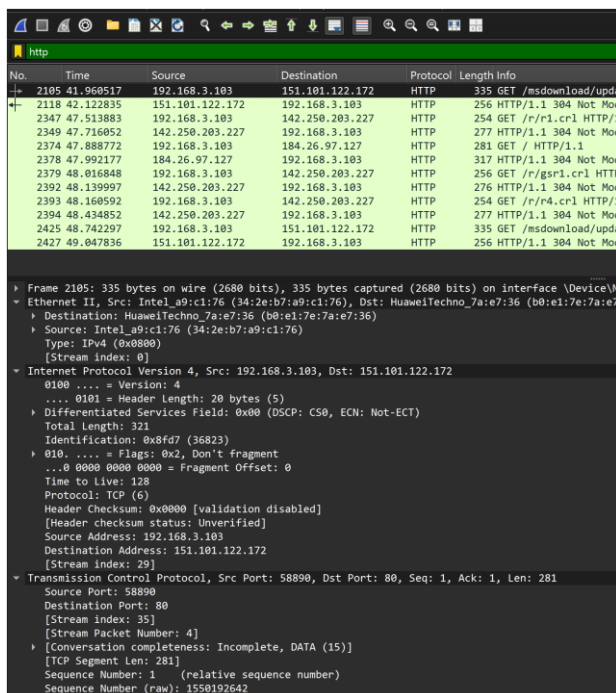 http
No. Time Source Destination Protocol Length Info
2105 41.960517 192.168.3.103 151.101.122.172 HTTP 335 GET /msdownload/upda
2118 42.122835 151.101.122.172 192.168.3.103 HTTP 256 HTTP/1.1 304 Not Mod
2347 47.513883 192.168.3.103 142.250.203.227 HTTP 254 GET /r/r1.crl HTTP/1
2349 47.716052 142.250.203.227 192.168.3.103 HTTP 277 HTTP/1.1 304 Not Mod
2374 47.888772 192.168.3.103 184.26.97.127 HTTP 281 GET / HTTP/1.1
2378 47.992177 184.26.97.127 192.168.3.103 HTTP 317 HTTP/1.1 304 Not Mod
2379 48.016848 192.168.3.103 142.250.203.227 HTTP 256 GET /r/gsr1.crl HTTP
2392 48.139997 142.250.203.227 192.168.3.103 HTTP 276 HTTP/1.1 304 Not Mod
2393 48.160592 192.168.3.103 142.250.203.227 HTTP 254 GET /r/r4.crl HTTP/1
2394 48.434852 142.250.203.227 192.168.3.103 HTTP 277 HTTP/1.1 304 Not Mod
2425 48.742297 192.168.3.103 151.101.122.172 HTTP 335 GET /msdownload/upda
2427 49.047836 151.101.122.172 192.168.3.103 HTTP 256 HTTP/1.1 304 Not Mod
Frame 2105: 335 bytes on wire (2680 bits), 335 bytes captured (2680 bits) on interface \Device\N
Ethernet II, Src: Intel_a9:c1:76 (34:2e:b7:a9:c1:76), Dst: HuaweiTechno_7a:e7:36 (b0:e1:7e:7a:e7
Destination: HuaweiTechno_7a:e7:36 (b0:e1:7e:7a:e7:36)
Source: Intel_a9:c1:76 (34:2e:b7:a9:c1:76)
Type: IPv4 (0x0800)
[Stream index: 0]
Internet Protocol Version 4, Src: 192.168.3.103, Dst: 151.101.122.172
0100 .... = Version: 4
.... 0101 = Header Length: 20 bytes (5)
Differentiated Services Field: 0x00 (DSCP: CS0, ECN: Not-ECT)
Total Length: 321
Identification: 0x8fd7 (36823)
010. .... = Flags: 0x2, Don't fragment
...0 0000 0000 0000 = Fragment Offset: 0
Time to Live: 128
Protocol: TCP (6)
Header Checksum: 0x0000 [validation disabled]
[Header checksum status: Unverified]
Source Address: 192.168.3.103
Destination Address: 151.101.122.172
[Stream index: 29]
Transmission Control Protocol, Src Port: 58890, Dst Port: 80, Seq: 1, Ack: 1, Len: 281
Source Port: 58890
Destination Port: 80
[Stream index: 35]
[Stream Packet Number: 4]
[Conversation completeness: Incomplete, DATA (15)]
[TCP Segment Len: 281]
Sequence Number: 1 (relative sequence number)
Sequence Number (raw): 1550192642